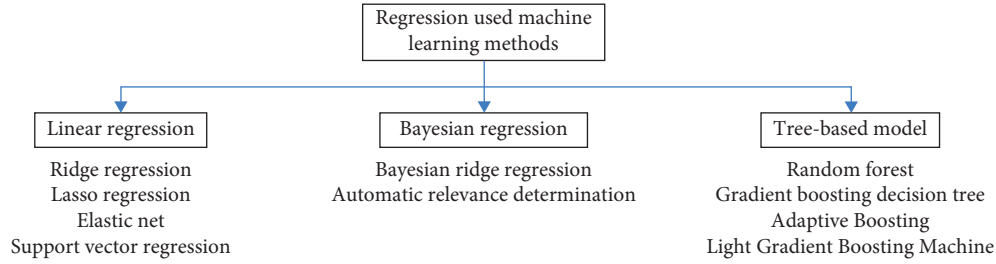 Regression used machine
learning methods
Linear regression
Ridge regression
Lasso regression
Elastic net
Support vector regression
Bayesian regression
Bayesian ridge regression
Automatic relevance determination
Tree-based model
Random forest
Gradient boosting decision tree
Adaptive Boosting
Light Gradient Boosting Machine